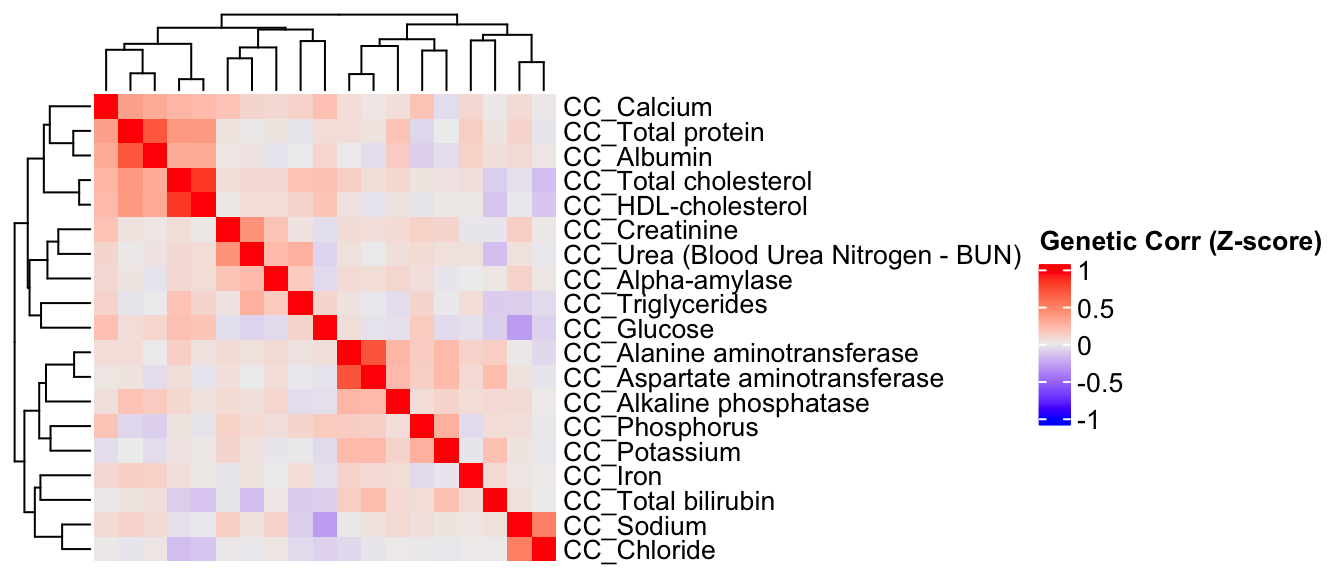 CC_Calcium
CC_Total protein
CC_Albumin
CC_Total cholesterol
CC_HDL-cholesterol
CC_Creatinine
CC_Urea (Blood Urea Nitrogen - BUN)
CC_Alpha-amylase
CC_Triglycerides
CC_Glucose
CC_Alanine aminotransferase
CC_Aspartate aminotransferase
CC_Alkaline phosphatase
CC_Phosphorus
CC_Potassium
CC_Iron
CC_Total bilirubin
CC_Sodium
CC_Chloride
Genetic Corr (Z-score)
1
0.5
0
-0.5
-1